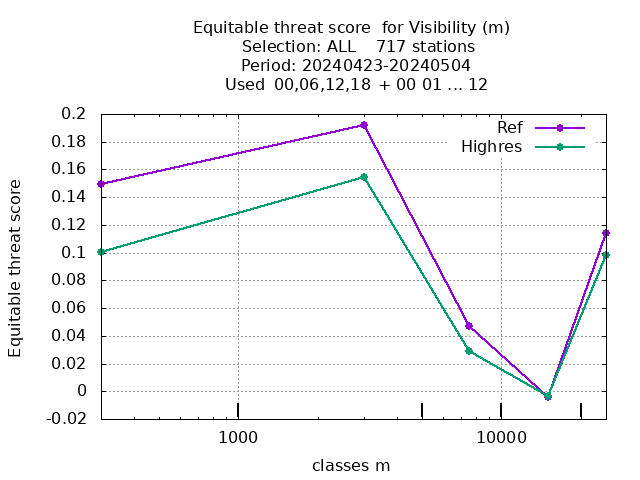 Equitable threat score  for Visibility (m)
Selection: ALL    717 stations
Period: 20240423-20240504
Used  00,06,12,18  + 00 01 ... 12
Ref
Highres
0.2
0.18
0.16
0.14
0.12
0.1
0.08
0.06
0.04
0.02
0
-0.02
Equitable threat score
1000
10000
classes m